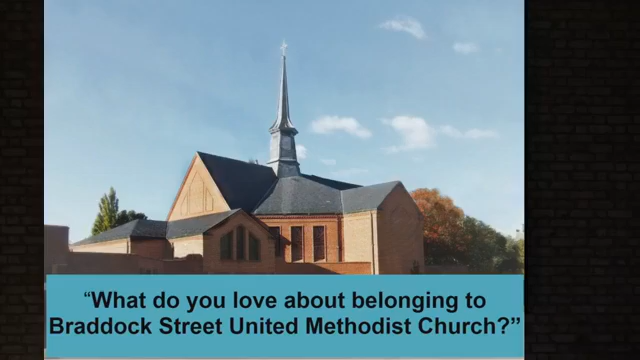 “What do you love about belonging to
Braddock Street United Methodist Church?”